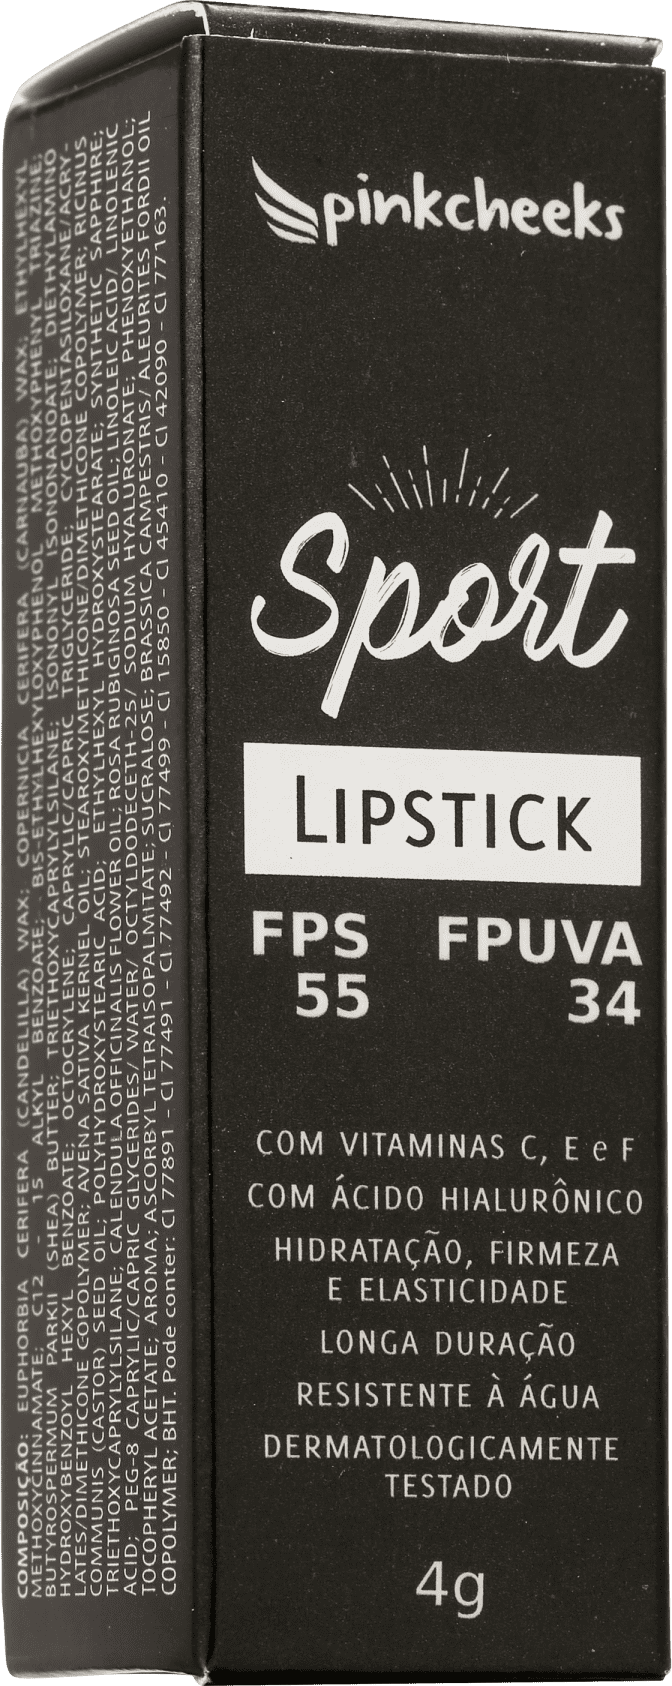 pinkcheeks
Sport
LIPSTICK
FPS FPUVA
55 34
COM VITAMINAS C, E e F
COM ÁCIDO HIALURÔNICO
HIDRATAÇÃO, FIRMEZA
E ELASTICIDADE
LONGA DURAÇÃO
RESISTENTE À ÁGUA
DERMATOLOGICAMENTE
TESTADO
4g
COMPOSIÇÃO: EUPHORBIA CERIFERA (CANDELILLA) WAX; COPERNICIA CERIFERA (CARNAUBA) WAX; ETHYLHEXYL
METHOXYCINNAMATE; C12 - 15 ALKYL BENZOATE; BIS-ETHYLHEXYLOXYPHENOL METHOXYPHENYL TRIAZINE;
BUTYROSPERMUM PARKII (SHEA) BUTTER; TRIETHOXYCAPRYLYLSILANE; ISONONYL ISONONANOATE; DIETHYLAMINO
HYDROXYBENZOYL HEXYL BENZOATE; OCTOCRYLENE; CAPRYLIC/CAPRIC TRIGLYCERIDE; CYCLOPENTASILOXANE/ACRY-
LATES/DIMETHICONE COPOLYMER; AVENA SATIVA KERNEL OIL; STEAROXYMETHICONE/DIMETHICONE COPOLYMER; RICINUS
COMMUNIS (CASTOR) SEED OIL; POLYHYDROXYSTEARIC ACID; ETHYLHEXYL HYDROXYSTEARATE; SYNTHETIC SAPPHIRE;
TRIETHOXYCAPRYLYLSILANE; CALENDULA OFFICINALIS FLOWER OIL; ROSA RUBIGINOSA SEED OIL; LINOLEIC ACID/ LINOLENIC
ACID; PEG-8 CAPRYLIC/CAPRIC GLYCERIDES/ WATER/ OCTYLDODECETH-25/ SODIUM HYALURONATE; PHENOXYETHANOL;
TOCOPHERYL ACETATE; AROMA; ASCORBYL TETRAISOPALMITATE; SUCRALOSE; BRASSICA CAMPESTRIS/ ALEURITES FORDII OIL
COPOLYMER; BHT. Pode conter: CI 77891 - CI 77491 - CI 77492 - CI 77499 - CI 15850 - CI 45410 - CI 42090 - CI 77163.